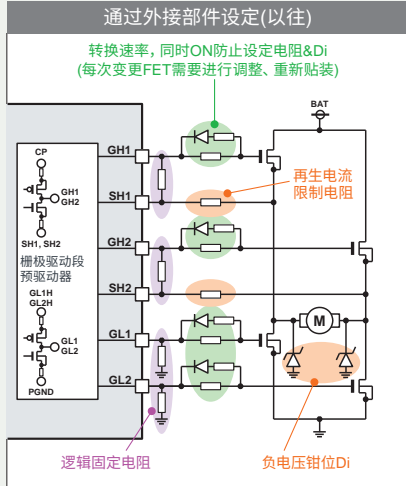 通过外接部件设定(以往)
转换速率，同时ON防止设定电阻&Di
(每次变更FET需要进行调整、重新贴装)
BAT
GH1
CP
再生电流
限制电阻
GH1
GH2
SH1
SH1, SH2
GH2
栅极驱动段
预驱动器
GL1H
GL2H
SH2
M
GL1
GL1
GL2
GL2
PGND
逻辑固定电阻
负电压钳位Di